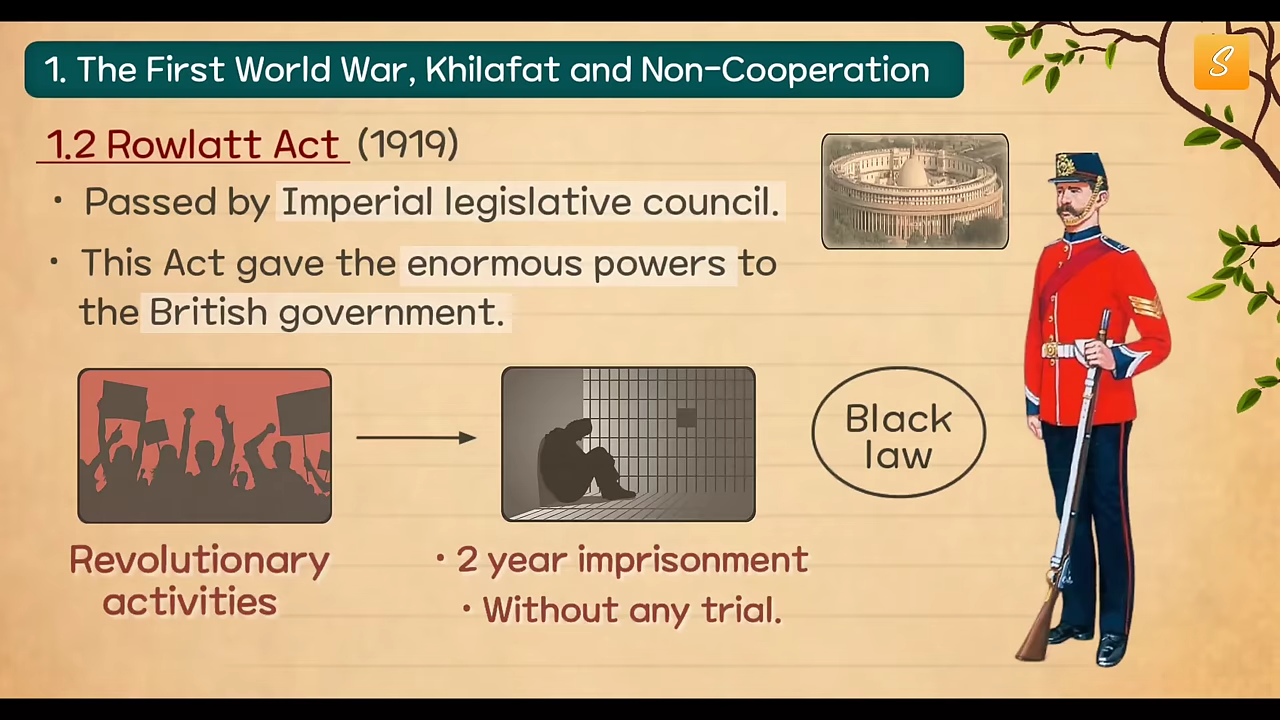 1. The First World War, Khilafat and Non-Cooperation
S
1.2 Rowlatt Act (1919)
• Passed by Imperial legislative council.
• This Act gave the enormous powers to
the British government.
Black
law
Revolutionary
activities
• 2 year imprisonment
• Without any trial.